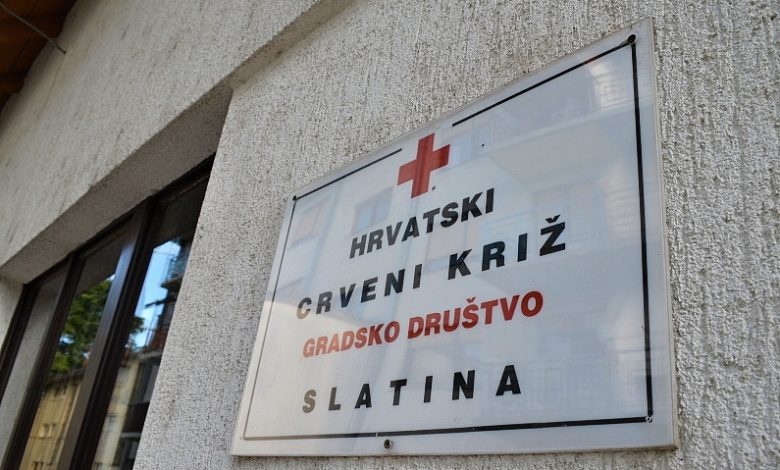 HRVATSKI
CRVENI KRIŽ
GRADSKO DRUŠTVO
SLATINA